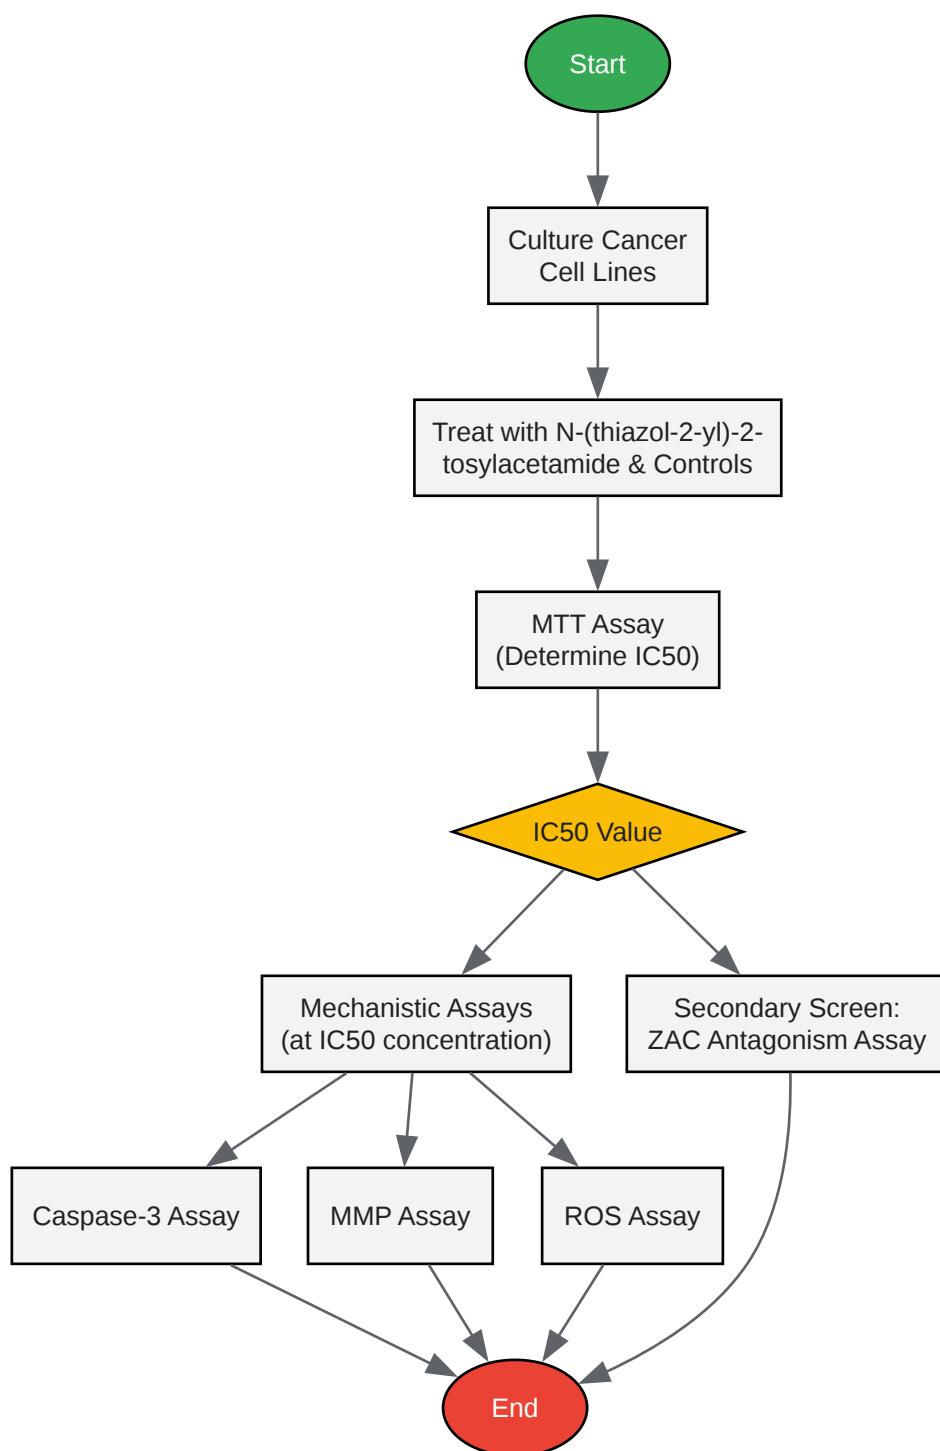 Start
Culture Cancer
Cell Lines
Treat with N-(thiazol-2-yl)-2-
tosylacetamide & Controls
MTT Assay
(Determine IC50)
IC50 Value
Mechanistic Assays
(at IC50 concentration)
Secondary Screen:
ZAC Antagonism Assay
Caspase-3 Assay
MMP Assay
ROS Assay
End